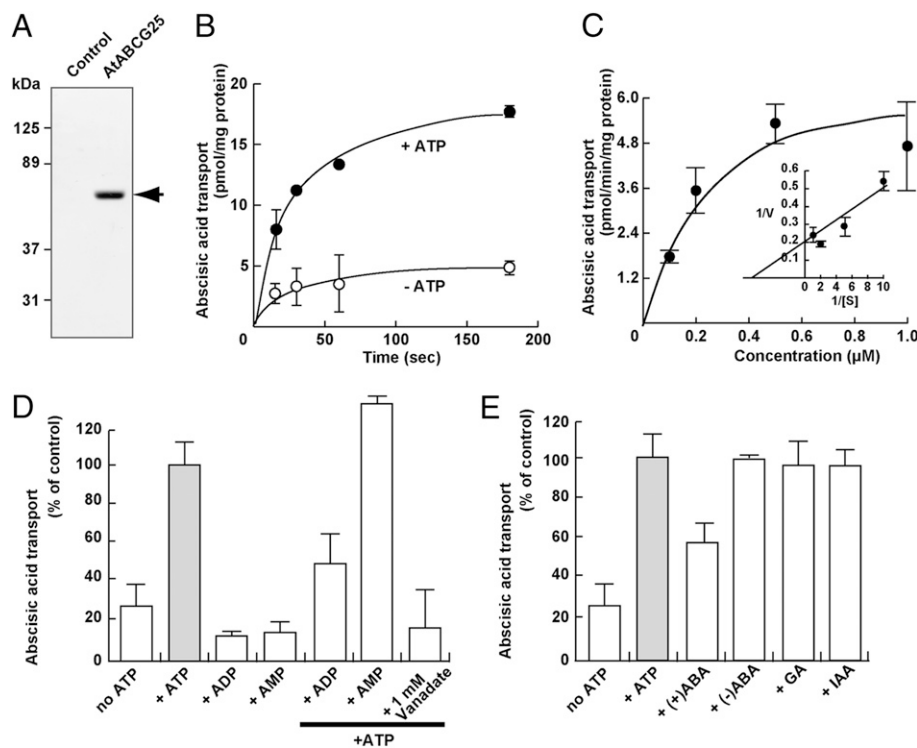 A
Control
AtABCG25
kDa
125
89
37
31
B
Abscisic acid transport
(pmol/mg protein)
20
15
10
5
0
50
100
150
200
+ ATP
- ATP
Time (sec)
C
Abscisic acid transport
(pmol/min/mg protein)
6.0
4.8
3.6
2.4
1.2
0
0.2
0.4
0.6
0.8
1.0
Concentration (µM)
1/V
0.6
0.5
0.4
0.3
0.2
0.1
0 2 4 6 8 10
1/[S]
D
Abscisic acid transport
(% of control)
120
100
80
60
40
20
0
no ATP
+ ATP
+ ADP
+ AMP
+ ADP
+ AMP
+ 1 mM
Vanadate
+ATP
E
Abscisic acid transport
(% of control)
120
100
80
60
40
20
0
no ATP
+ ATP
+ (+)ABA
+ (-)ABA
+ GA
+ IAA